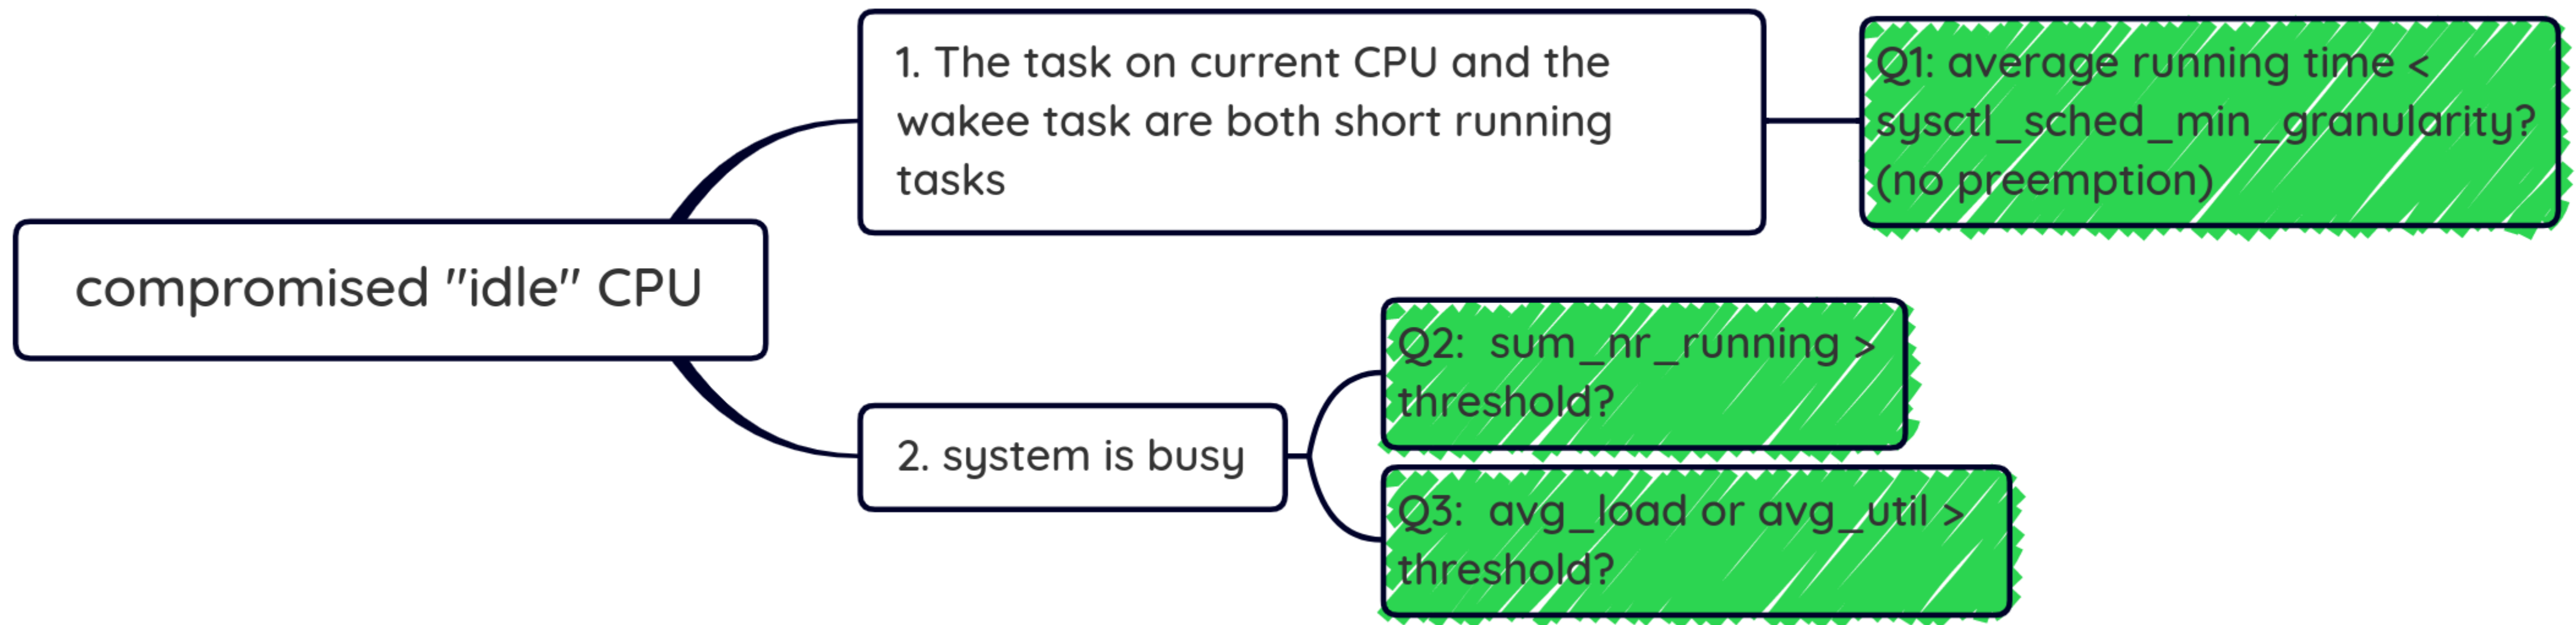 1. The task on current CPU and the
wakee task are both short running
tasks
Q1: average running time <
sysctl_sched_min_granularity?
(no preemption)
compromised "idle" CPU
2. system is busy
Q2:  sum_nr_running >
threshold?
Q3:  avg_load or avg_util >
threshold?